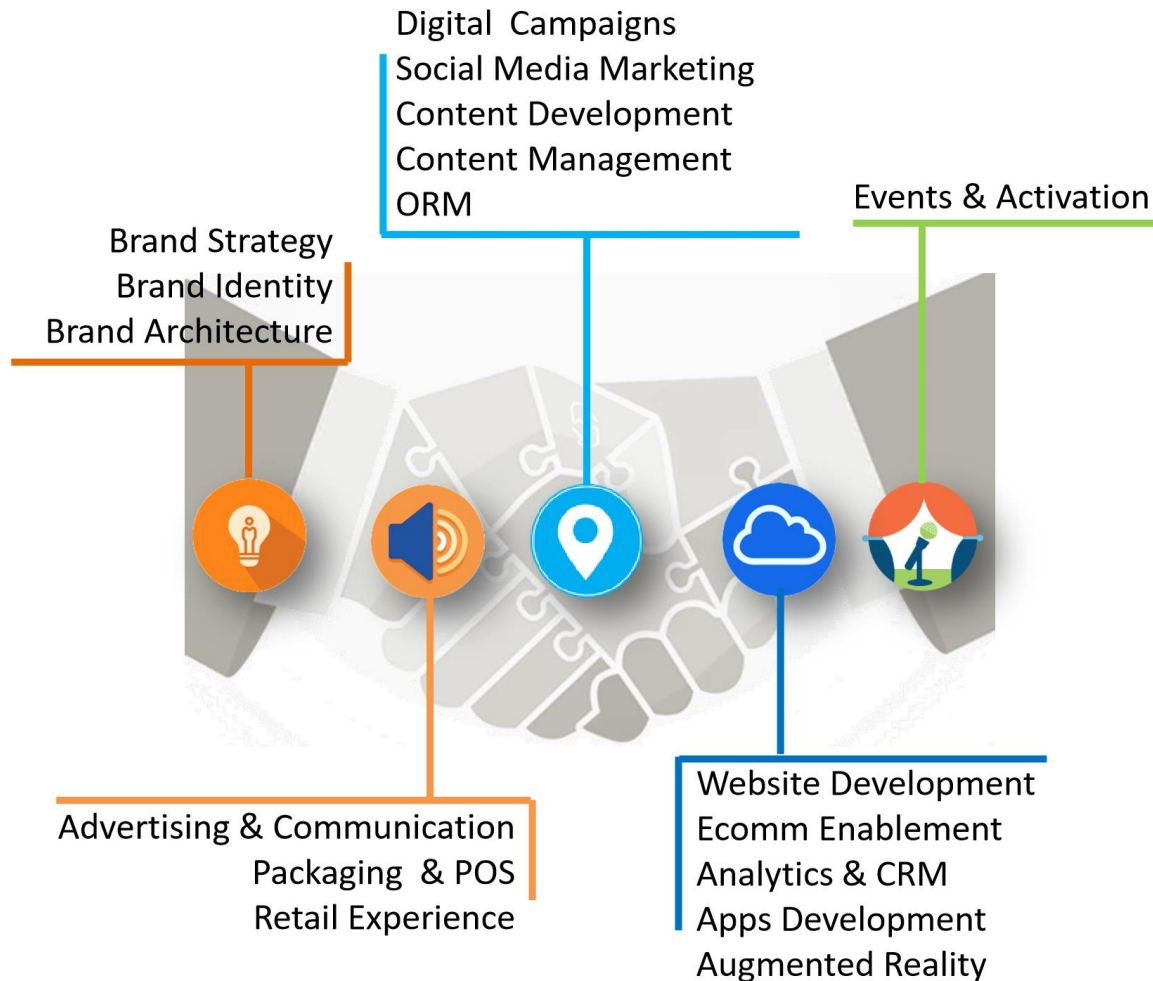 Digital  Campaigns
Social Media Marketing
Content Development
Content Management
ORM
Events & Activation
Brand Strategy
Brand Identity
Brand Architecture
Advertising & Communication
Packaging  & POS
Retail Experience
Website Development
Ecomm Enablement
Analytics & CRM
Apps Development
Augmented Reality